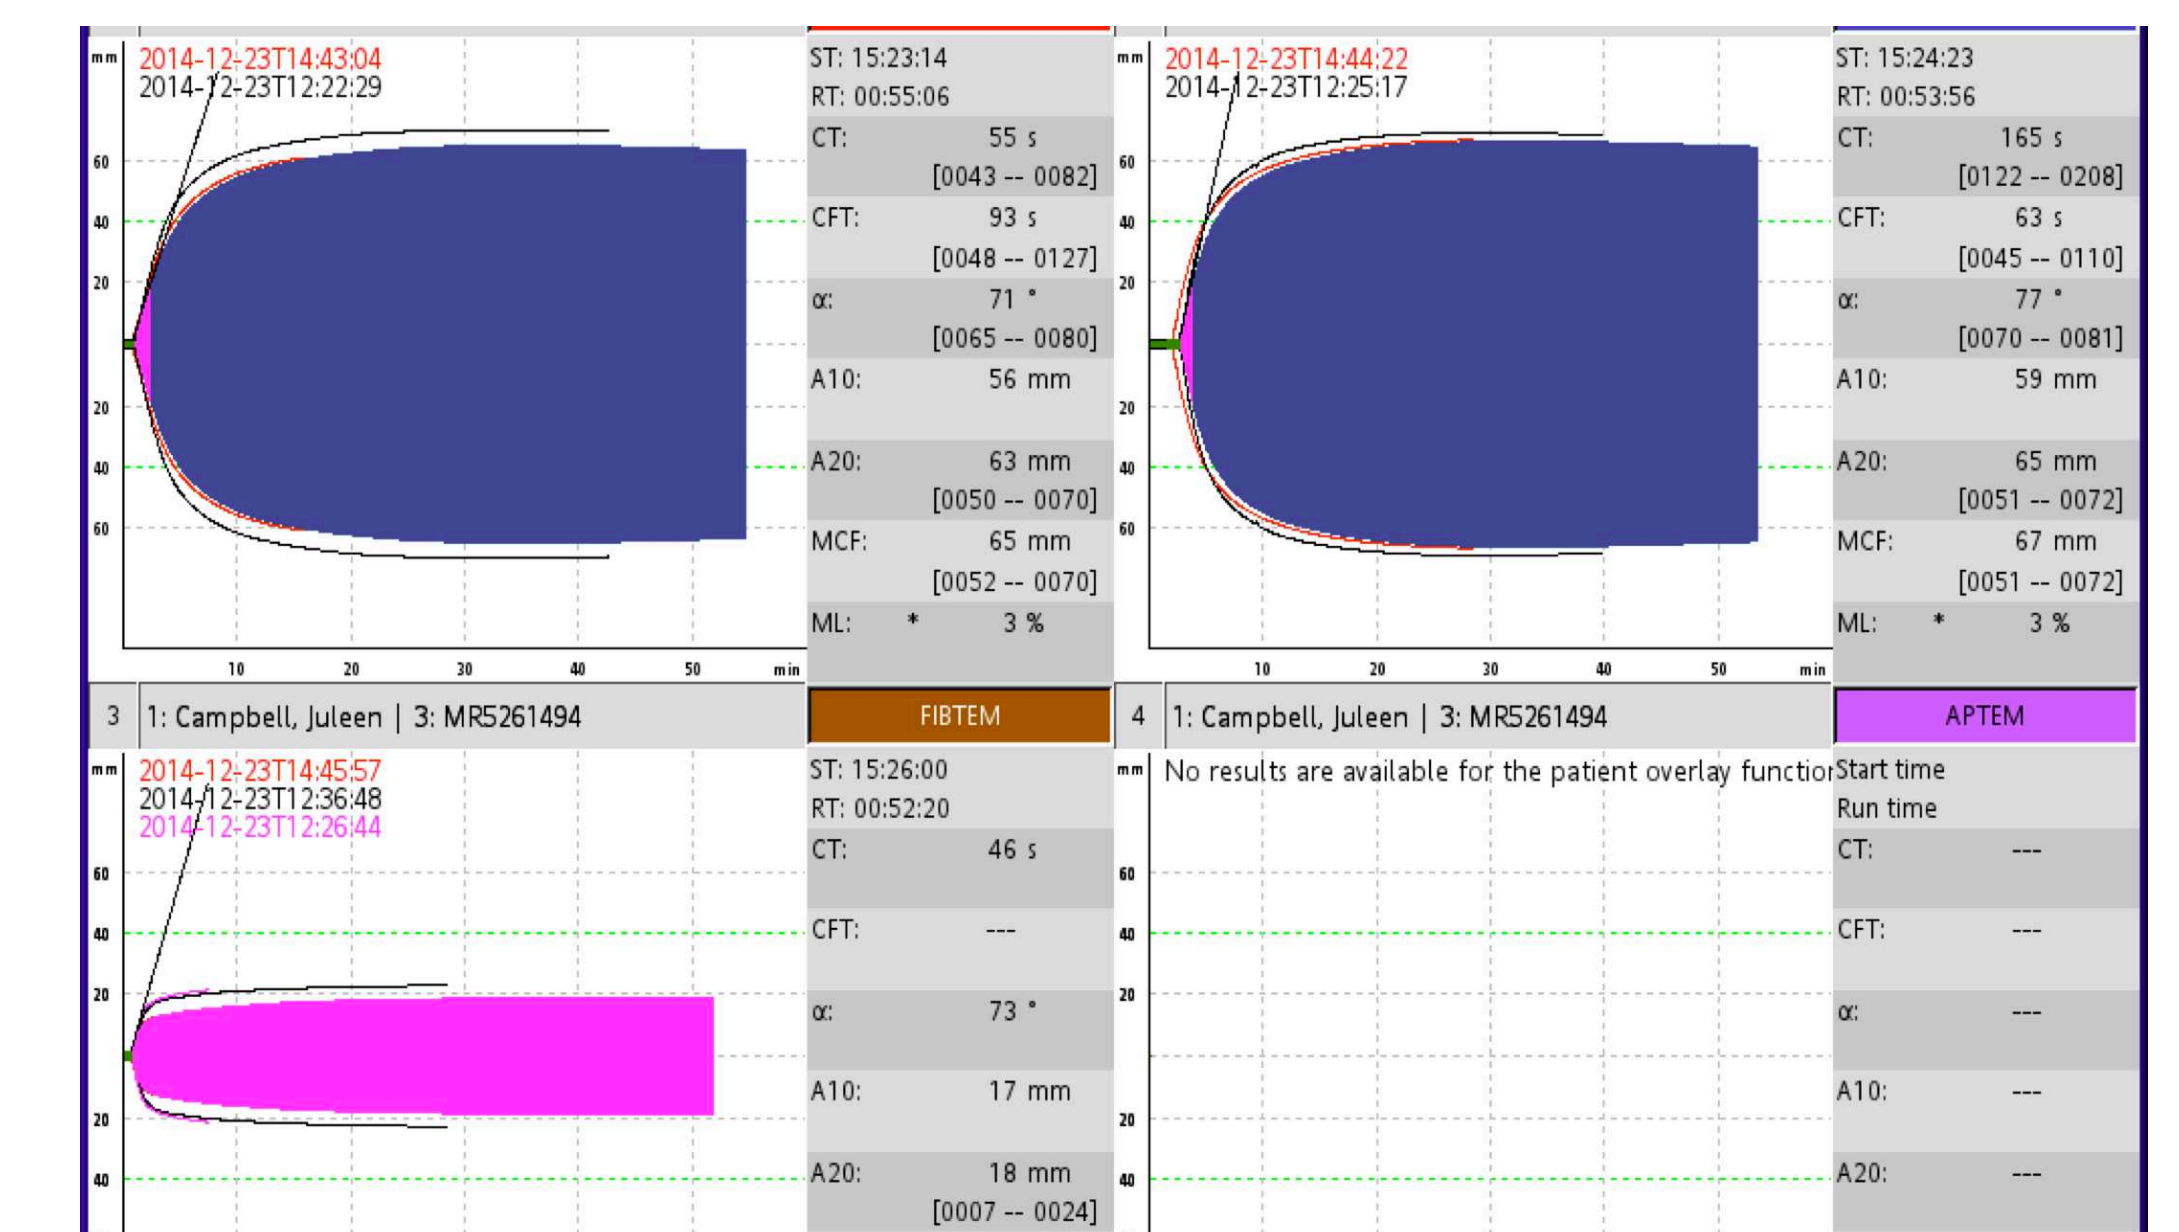 mm
2014-12-23T14:43:04
2014-12-23T12:22:29
60
40
20
20
40
60
10 20 30 40 50 min
ST: 15:23:14
RT: 00:55:06
CT: 55 s
[0043 -- 0082]
CFT: 93 s
[0048 -- 0127]
α: 71 °
[0065 -- 0080]
A10: 56 mm
A20: 63 mm
[0050 -- 0070]
MCF: 65 mm
[0052 -- 0070]
ML: * 3 %
mm
2014-12-23T14:44:22
2014-12-23T12:25:17
60
40
20
20
40
60
10 20 30 40 50 min
ST: 15:24:23
RT: 00:53:56
CT: 165 s
[0122 -- 0208]
CFT: 63 s
[0045 -- 0110]
α: 77 °
[0070 -- 0081]
A10: 59 mm
A20: 65 mm
[0051 -- 0072]
MCF: 67 mm
[0051 -- 0072]
ML: * 3 %
3 1: Campbell, Juleen | 3: MR5261494 FIBTEM
mm
2014-12-23T14:45:57
2014-12-23T12:36:48
2014-12-23T12:26:44
60
40
20
20
40
ST: 15:26:00
RT: 00:52:20
CT: 46 s
CFT: ---
α: 73 °
A10: 17 mm
A20: 18 mm
[0007 -- 0024]
4 1: Campbell, Juleen | 3: MR5261494 APTEM
mm
No results are available for the patient overlay function
60
40
20
20
40
Start time
Run time
CT: ---
CFT: ---
α: ---
A10: ---
A20: ---